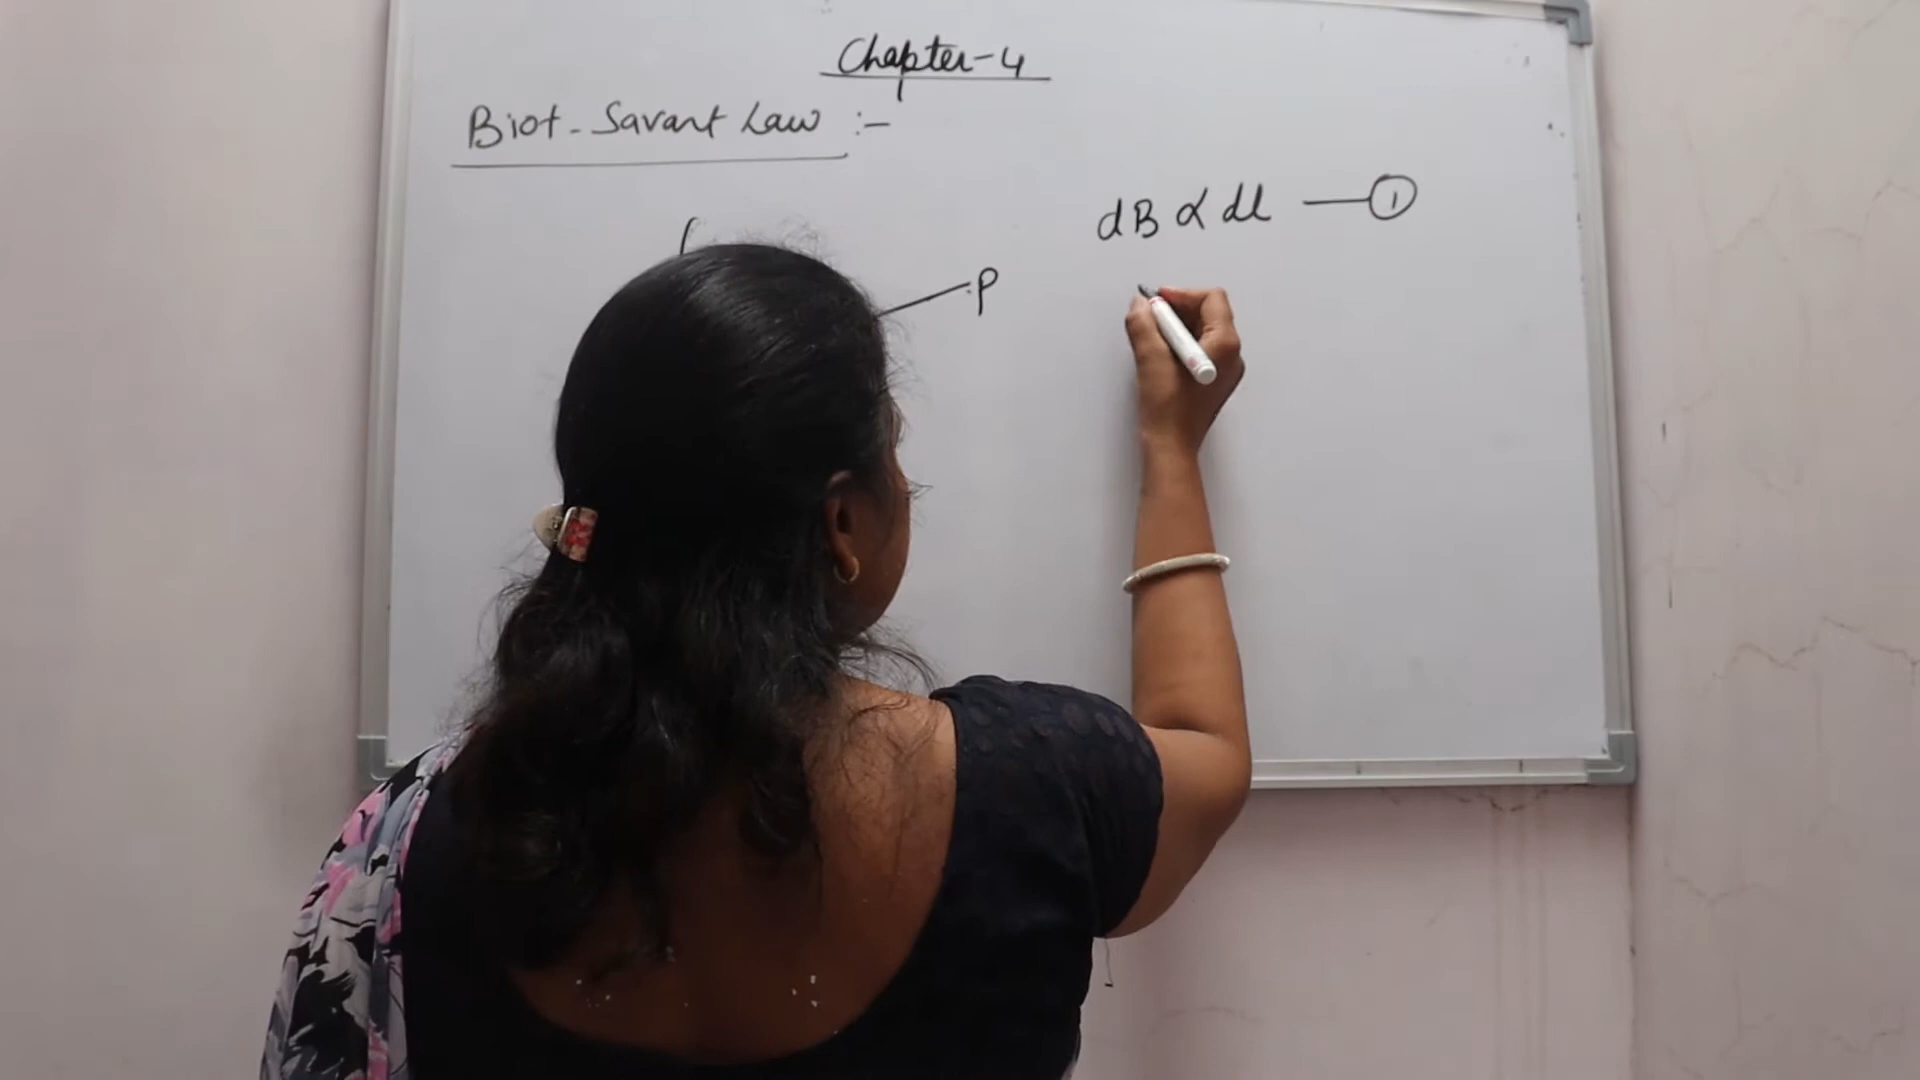 Chapter-4
Biot-Savart Law :-
dB ∝ dl —①
P